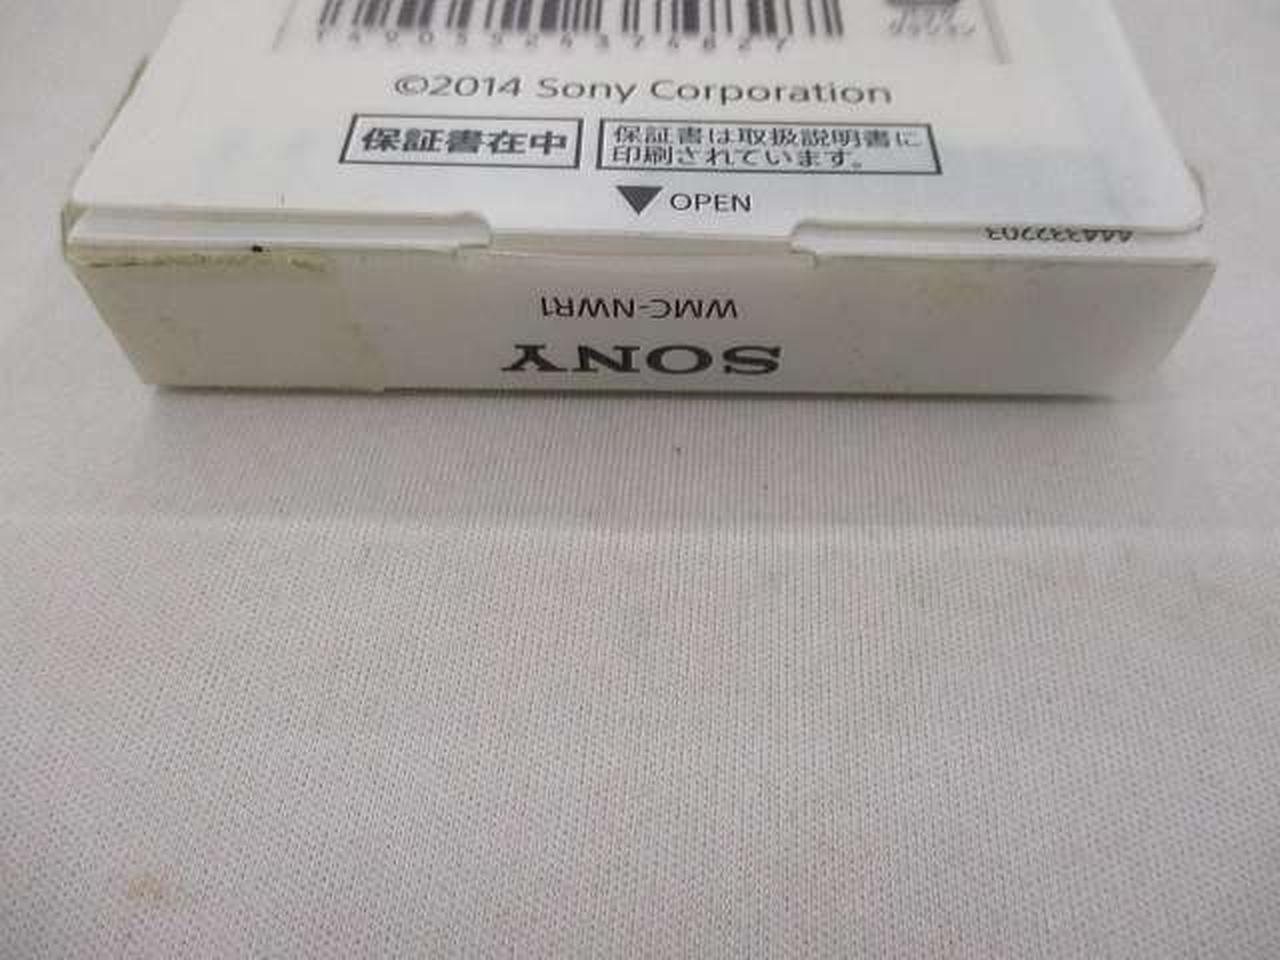 ©2014 Sony Corporation
保証書在中
保証書は取扱説明書に
印刷されています。
▼ OPEN
WMC-NWR1
SONY